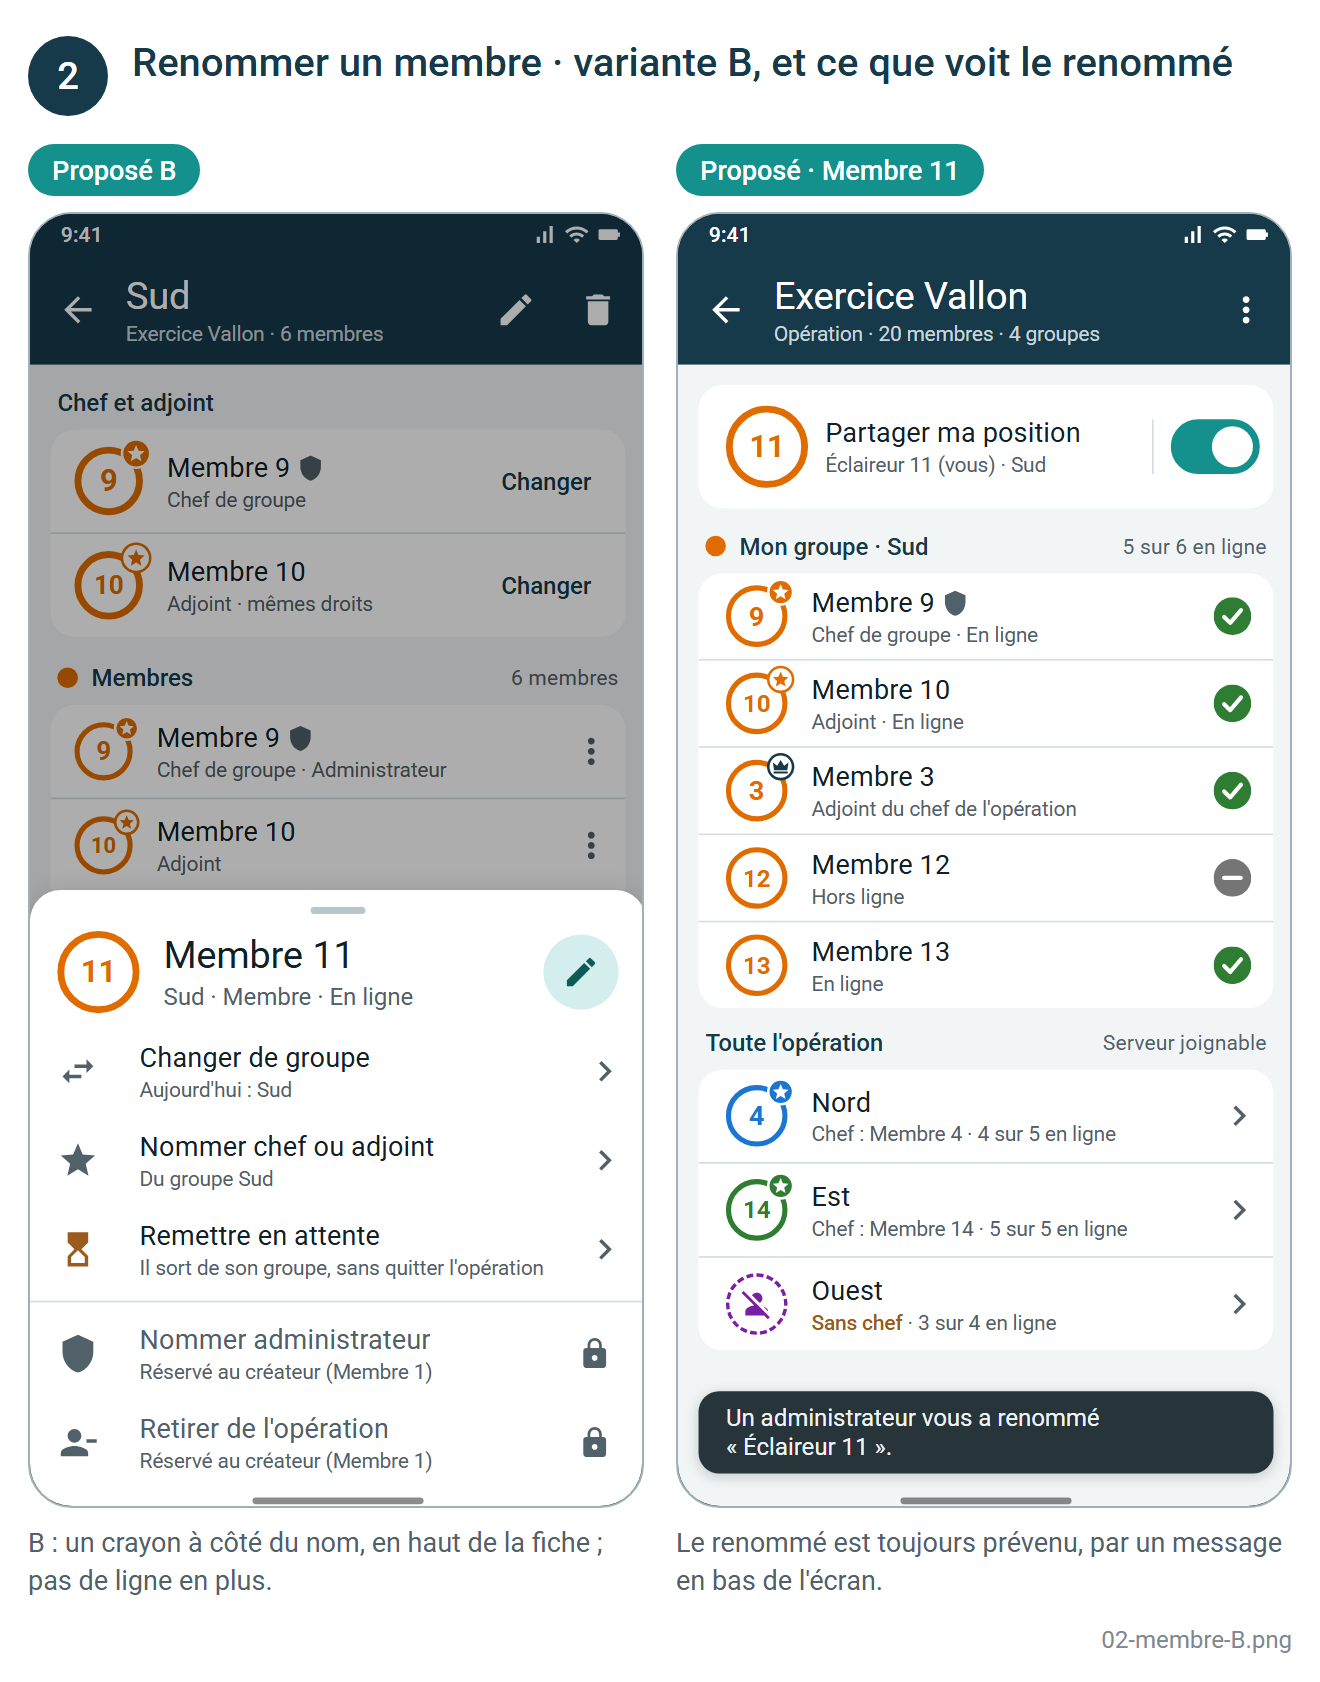 2
Renommer un membre · variante B, et ce que voit le renommé
Proposé B
9:41
Sud
Exercice Vallon · 6 membres
Chef et adjoint
9
Membre 9
Chef de groupe
Changer
10
Membre 10
Adjoint · mêmes droits
Changer
Membres
6 membres
9
Membre 9
Chef de groupe · Administrateur
10
Membre 10
Adjoint
11
Membre 11
Sud · Membre · En ligne
Changer de groupe
Aujourd'hui : Sud
Nommer chef ou adjoint
Du groupe Sud
Remettre en attente
Il sort de son groupe, sans quitter l'opération
Nommer administrateur
Réservé au créateur (Membre 1)
Retirer de l'opération
Réservé au créateur (Membre 1)
B : un crayon à côté du nom, en haut de la fiche ;
pas de ligne en plus.
Proposé · Membre 11
9:41
Exercice Vallon
Opération · 20 membres · 4 groupes
11
Partager ma position
Éclaireur 11 (vous) · Sud
Mon groupe · Sud
5 sur 6 en ligne
9
Membre 9
Chef de groupe · En ligne
10
Membre 10
Adjoint · En ligne
3
Membre 3
Adjoint du chef de l'opération
12
Membre 12
Hors ligne
13
Membre 13
En ligne
Toute l'opération
Serveur joignable
4
Nord
Chef : Membre 4 · 4 sur 5 en ligne
14
Est
Chef : Membre 14 · 5 sur 5 en ligne
Ouest
Sans chef · 3 sur 4 en ligne
Un administrateur vous a renommé
« Éclaireur 11 ».
Le renommé est toujours prévenu, par un message
en bas de l'écran.
02-membre-B.png